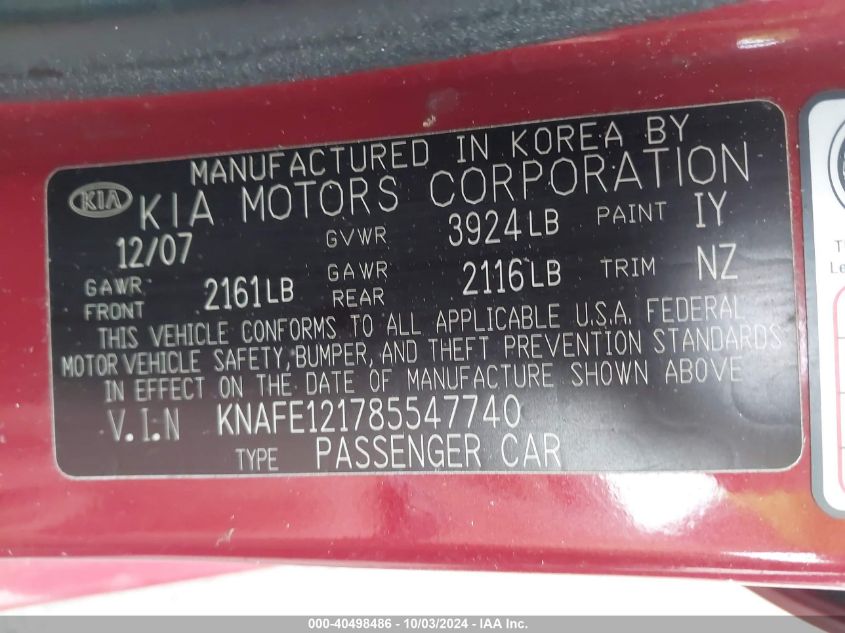 MANUFACTURED IN KOREA BY
KIA KIA MOTORS CORPORATION
12/07 GVWR 3924LB PAINT IY
GAWR FRONT 2161LB GAWR REAR 2116LB TRIM NZ
THIS VEHICLE CONFORMS TO ALL APPLICABLE U.S.A. FEDERAL
MOTOR VEHICLE SAFETY, BUMPER, AND THEFT PREVENTION STANDARDS
IN EFFECT ON THE DATE OF MANUFACTURE SHOWN ABOVE
V.I.N KNAFE121785547740
TYPE PASSENGER CAR
000-40498486 - 10/03/2024 - IAA Inc.